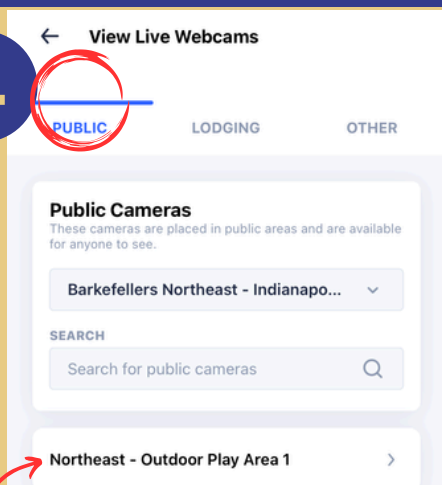 View Live Webcams
PUBLIC
LODGING
OTHER
Public Cameras
These cameras are placed in public areas and are available
for anyone to see.
Barkefellers Northeast - Indianapo...
SEARCH
Search for public cameras
Northeast - Outdoor Play Area 1